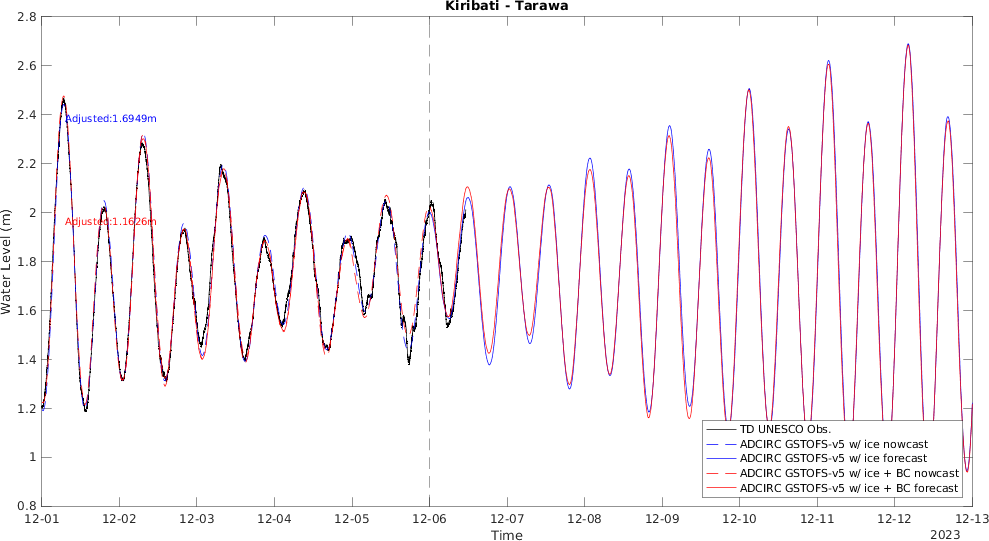 Kiribati - Tarawa
2.8
2.6
2.4
2.2
2
1.8
1.6
1.4
1.2
1
0.8
Water Level (m)
Adjusted:1.6949m
Adjusted:1.1626m
TD UNESCO Obs.
ADCIRC GSTOFS-v5 w/ ice nowcast
ADCIRC GSTOFS-v5 w/ ice forecast
ADCIRC GSTOFS-v5 w/ ice + BC nowcast
ADCIRC GSTOFS-v5 w/ ice + BC forecast
12-01 12-02 12-03 12-04 12-05 12-06 12-07 12-08 12-09 12-10 12-11 12-12 12-13
Time
2023